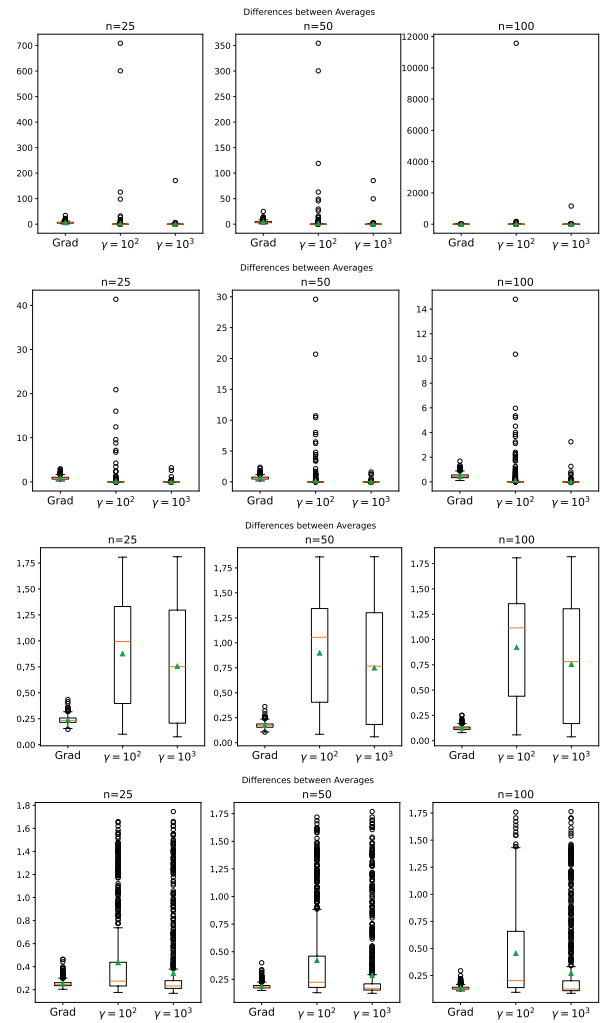 Differences between Averages
n=25 n=50 n=100
700 350 12000
600 300 10000
500 250 8000
400 200 6000
300 150 4000
200 100 2000
100 50 0
0 0
Grad γ = 10² γ = 10³ Grad γ = 10² γ = 10³ Grad γ = 10² γ = 10³
Differences between Averages
n=25 n=50 n=100
40 30 14
30 25 12
20 20 10
10 15 8
0 10 6
5 4
0 2
0
Grad γ = 10² γ = 10³ Grad γ = 10² γ = 10³ Grad γ = 10² γ = 10³
Differences between Averages
n=25 n=50 n=100
1,75 1,75 1,75
1,50 1,50 1,50
1,25 1,25 1,25
1,00 1,00 1,00
0,75 0,75 0,75
0,50 0,50 0,50
0,25 0,25 0,25
0.00 0.00 0.00
Grad γ = 10² γ = 10³ Grad γ = 10² γ = 10³ Grad γ = 10² γ = 10³
Differences between Averages
n=25 n=50 n=100
1.8 1.75 1.75
1.6 1.50 1.50
1.4 1.25 1.25
1.2 1.00 1.00
1.0 0.75 0.75
0.8 0.50 0.50
0.6 0.25 0.25
0.4
0.2
Grad γ = 10² γ = 10³ Grad γ = 10² γ = 10³ Grad γ = 10² γ = 10³